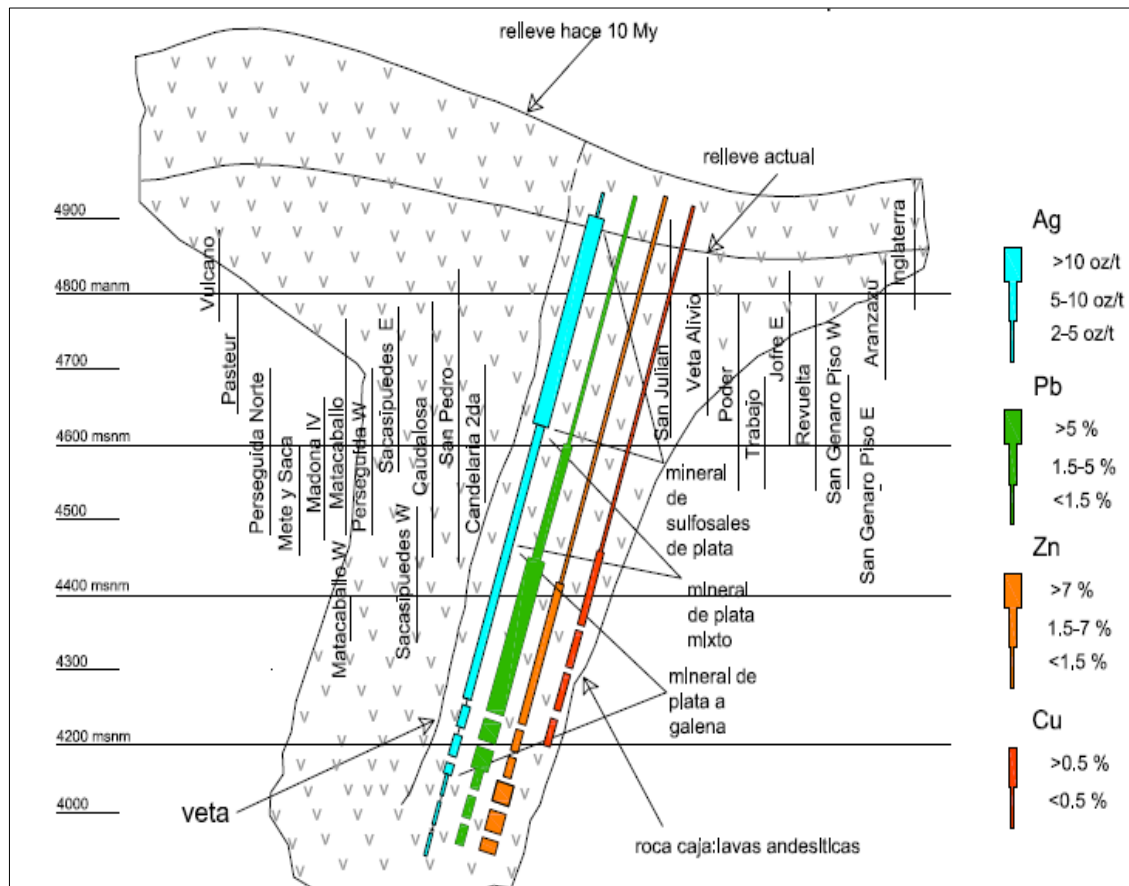 relleve hace 10 My
relleve actual
4900
4800 manm
4700
4600 msnm
4500
4400 msnm
4300
4200 msnm
4000
Vulcano
Pasteur
Perseguida Norte
Mete y Saca
Madona IV
Matacaballo
Matacaballo W
Perseguida W
Sacasipuedes E
Sacasipuedes W
Caudalosa
San Pedro
Candelaria 2da
San Julian
Veta Alivio
Poder
Trabajo
Jofre E
Revuelta
San Genaro Piso W
San Genaro Piso E
Aranzazu
Inglaterra
mineral
de
sulfosales
de plata
mineral
de plata
mixto
mineral de
plata a
galena
veta
roca caja:lavas andesiticas
Ag
>10 oz/t
5-10 oz/t
2-5 oz/t
Pb
>5 %
1.5-5 %
<1.5 %
Zn
>7 %
1.5-7 %
<1.5 %
Cu
>0.5 %
<0.5 %